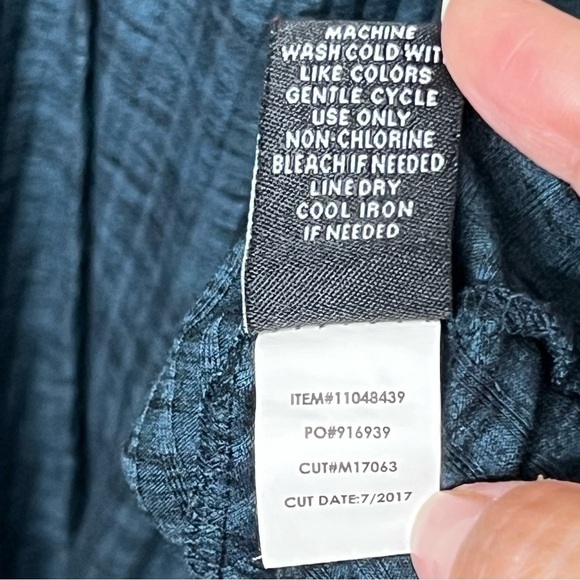 MACHINE
WASH COLD WIT
LIKE COLORS
GENTLE CYCLE
USE ONLY
NON-CHLORINE
BLEACH IF NEEDED
LINE DRY
COOL IRON
IF NEEDED
ITEM#11048439
PO#916939
CUT#M17063
CUT DATE:7/2017